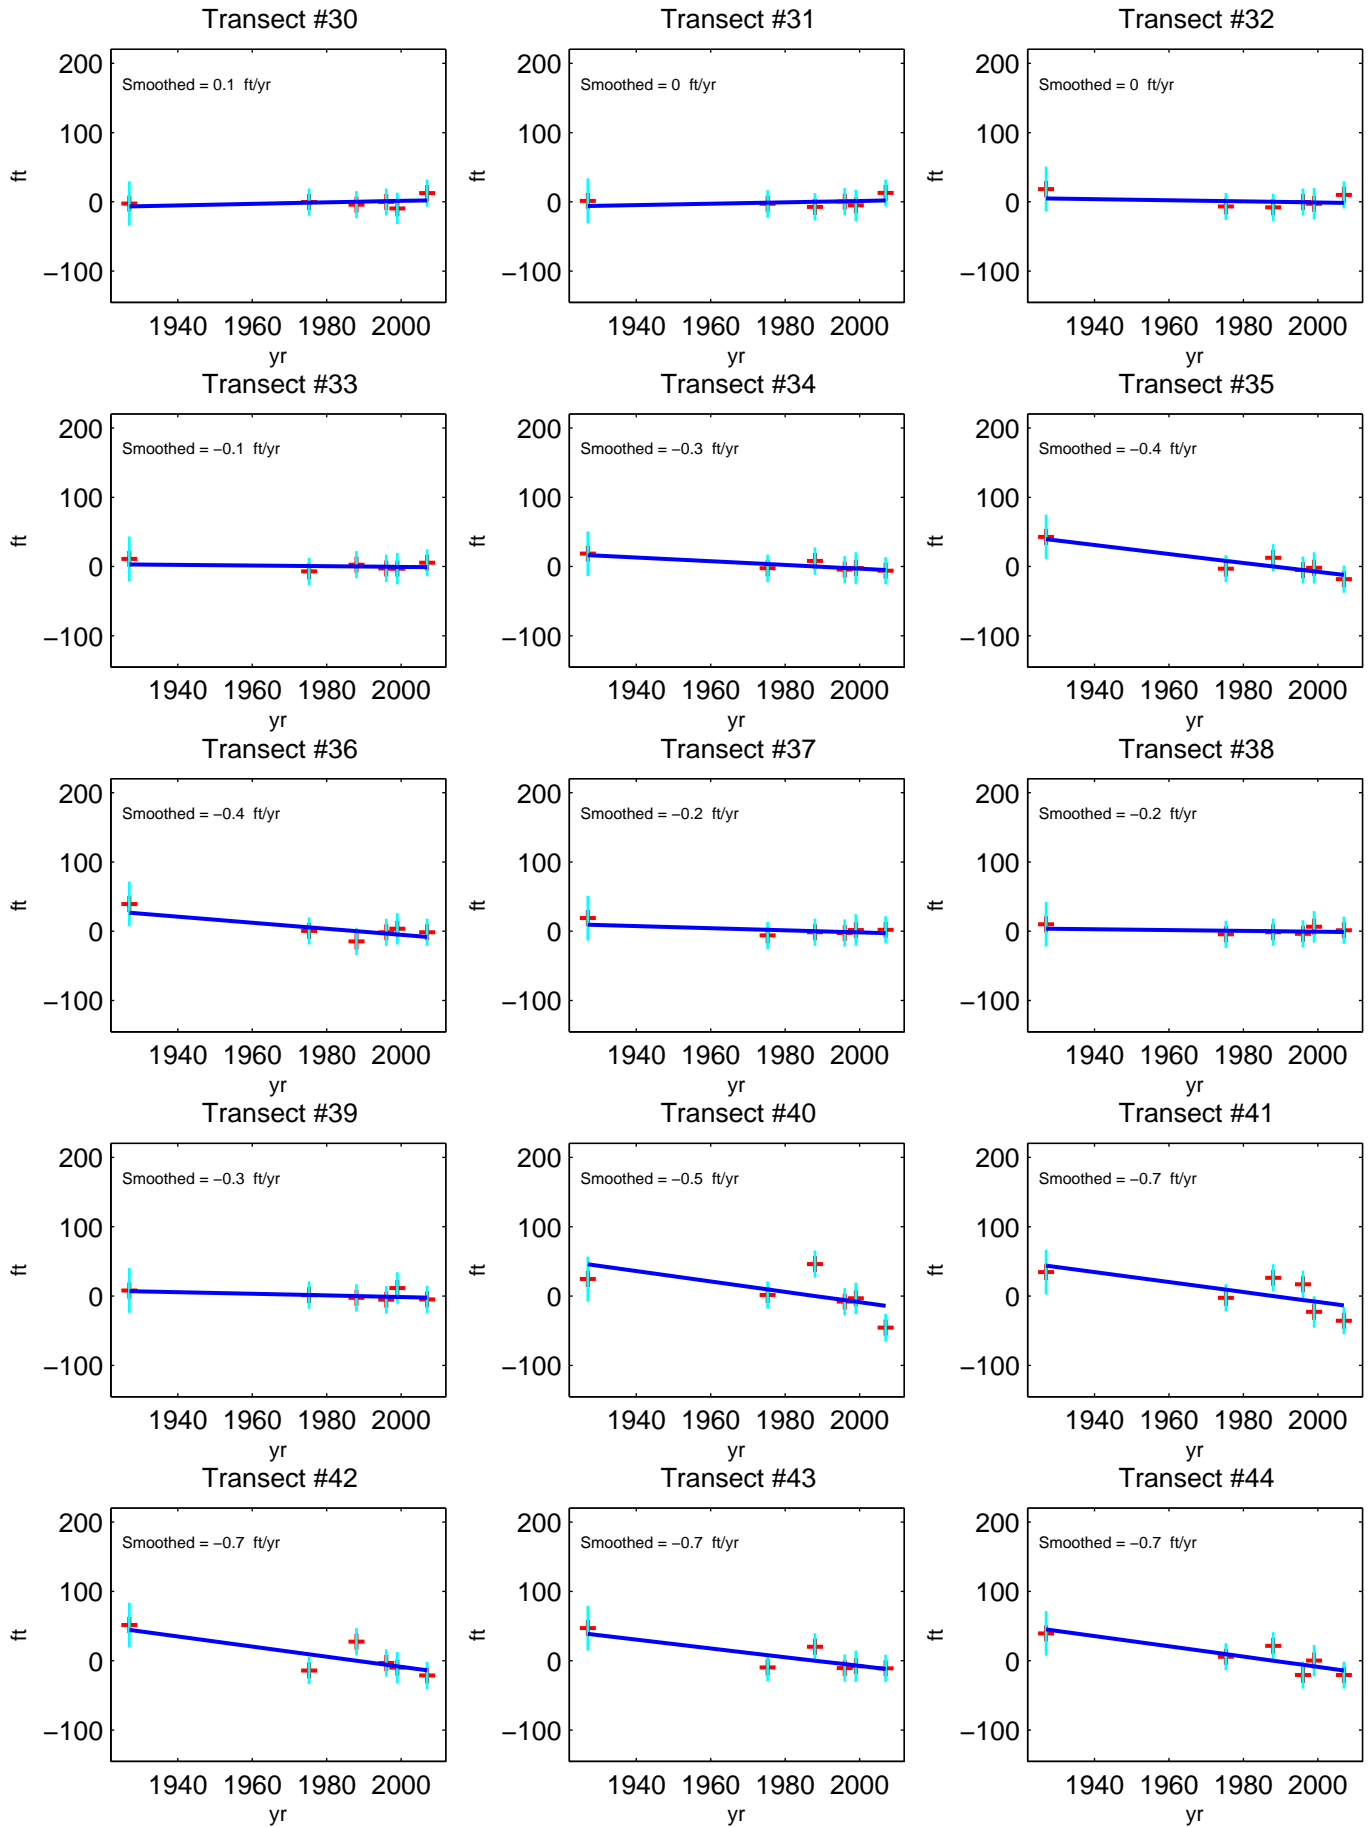 Transect #30
200
100
0
−100
ft
Smoothed = 0.1 ft/yr
1940 1960 1980 2000
yr
Transect #31
200
100
0
−100
ft
Smoothed = 0 ft/yr
1940 1960 1980 2000
yr
Transect #32
200
100
0
−100
ft
Smoothed = 0 ft/yr
1940 1960 1980 2000
yr
Transect #33
200
100
0
−100
ft
Smoothed = −0.1 ft/yr
1940 1960 1980 2000
yr
Transect #34
200
100
0
−100
ft
Smoothed = −0.3 ft/yr
1940 1960 1980 2000
yr
Transect #35
200
100
0
−100
ft
Smoothed = −0.4 ft/yr
1940 1960 1980 2000
yr
Transect #36
200
100
0
−100
ft
Smoothed = −0.4 ft/yr
1940 1960 1980 2000
yr
Transect #37
200
100
0
−100
ft
Smoothed = −0.2 ft/yr
1940 1960 1980 2000
yr
Transect #38
200
100
0
−100
ft
Smoothed = −0.2 ft/yr
1940 1960 1980 2000
yr
Transect #39
200
100
0
−100
ft
Smoothed = −0.3 ft/yr
1940 1960 1980 2000
yr
Transect #40
200
100
0
−100
ft
Smoothed = −0.5 ft/yr
1940 1960 1980 2000
yr
Transect #41
200
100
0
−100
ft
Smoothed = −0.7 ft/yr
1940 1960 1980 2000
yr
Transect #42
200
100
0
−100
ft
Smoothed = −0.7 ft/yr
1940 1960 1980 2000
yr
Transect #43
200
100
0
−100
ft
Smoothed = −0.7 ft/yr
1940 1960 1980 2000
yr
Transect #44
200
100
0
−100
ft
Smoothed = −0.7 ft/yr
1940 1960 1980 2000
yr